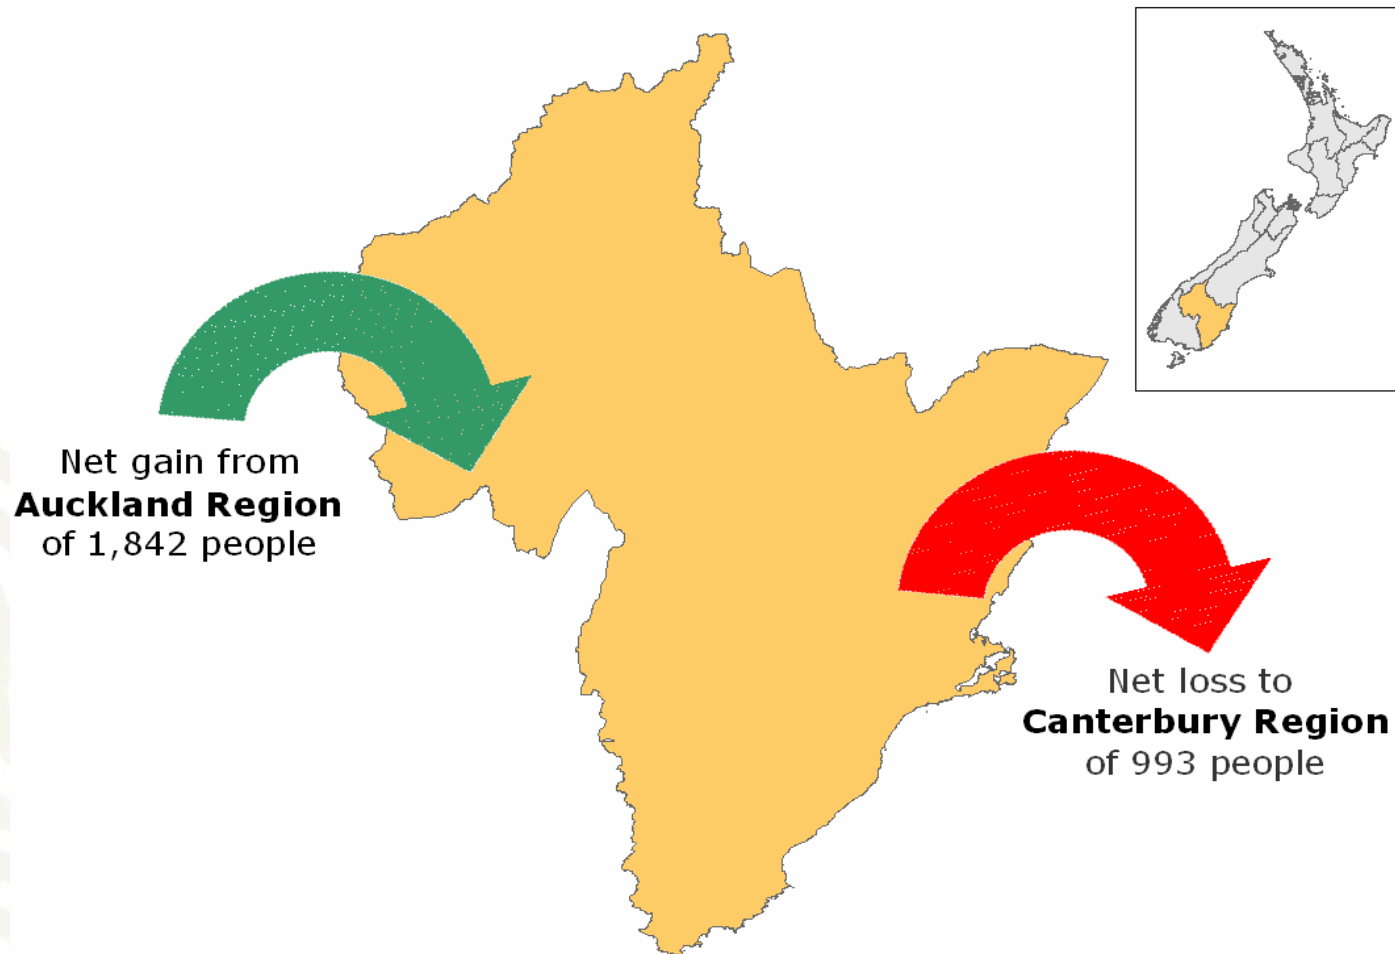 Net gain from
Auckland Region
of 1,842 people
Net loss to
Canterbury Region
of 993 people